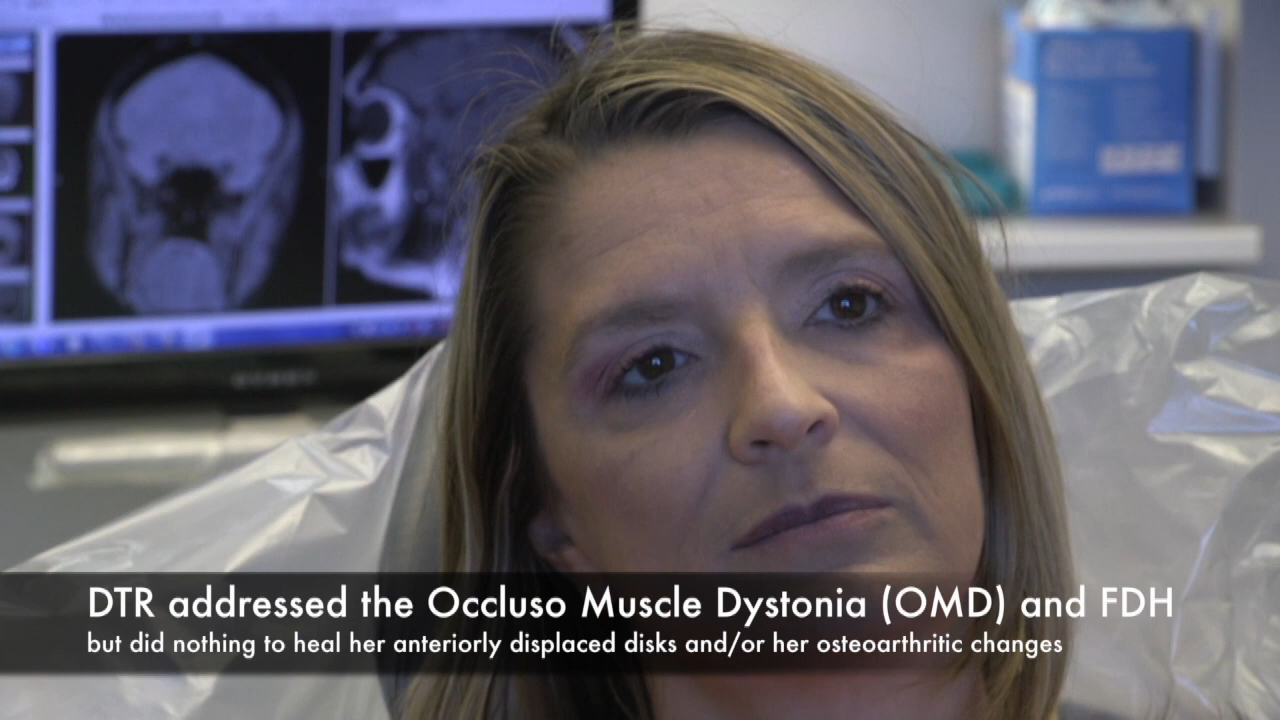 DTR addressed the Occluso Muscle Dystonia (OMD) and FDH
but did nothing to heal her anteriorly displaced disks and/or her osteoarthritic changes